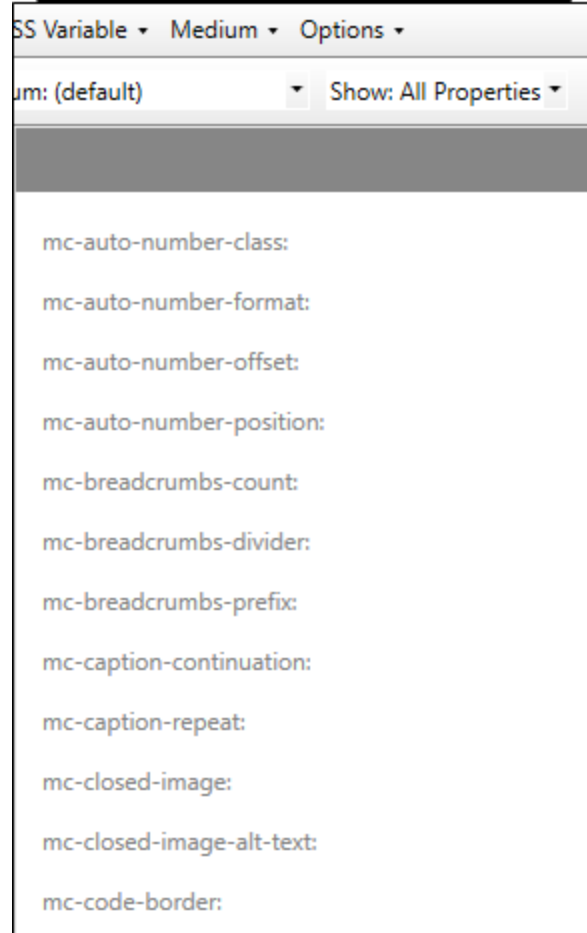 SS Variable Medium Options
um: (default) Show: All Properties
mc-auto-number-class:
mc-auto-number-format:
mc-auto-number-offset:
mc-auto-number-position:
mc-breadcrumbs-count:
mc-breadcrumbs-divider:
mc-breadcrumbs-prefix:
mc-caption-continuation:
mc-caption-repeat:
mc-closed-image:
mc-closed-image-alt-text:
mc-code-border: